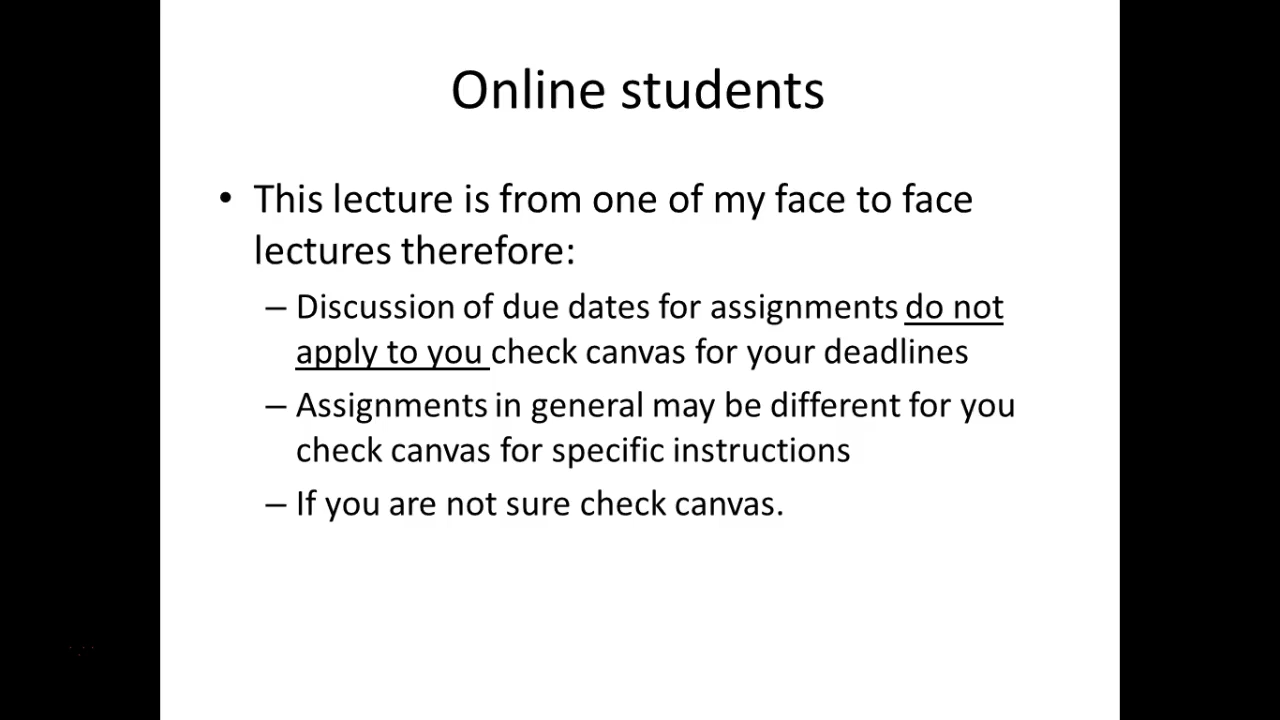 Online students
• This lecture is from one of my face to face
lectures therefore:
– Discussion of due dates for assignments do not
apply to you check canvas for your deadlines
– Assignments in general may be different for you
check canvas for specific instructions
– If you are not sure check canvas.